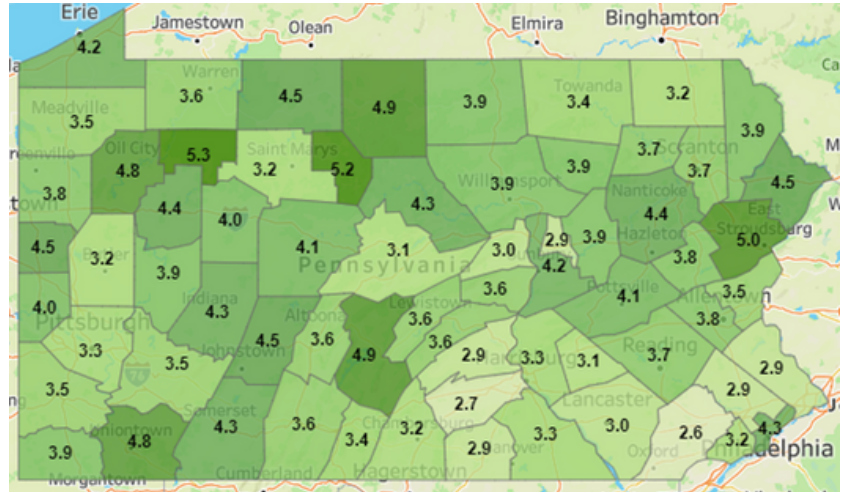 Erie
Jamestown
Olean
Elmira
Binghamton
4.2
Warren
3.6
4.5
4.9
3.9
Towanda
3.4
3.2
Ca
Meadville
3.5
3.9
Oil City
5.3
Saint Marys
3.2
5.2
3.7
Scranton
3.7
4.8
3.9
4.5
3.8
town
4.4
4.0
4.3
Williamsport
3.9
Nanticoke
4.4
Hazleton
East
Stroudsburg
5.0
4.5
Butler
3.2
3.9
4.1
3.1
3.0
2.9
3.9
4.2
3.8
Pennsylvania
4.0
Indiana
4.3
3.6
Pottsville
4.1
3.5
Allentown
3.8
Pittsburgh
3.3
76
3.5
Johnstown
4.5
Altoona
3.6
4.9
Lewistown
3.6
3.6
2.9
Harrisburg
3.3
3.1
Reading
3.7
2.9
2.9
3.5
2.7
Lancaster
3.0
3.9
Uniontown
4.8
Somerset
4.3
3.6
3.4
Chambersburg
3.2
2.9
Hanover
3.3
Oxford
2.6
3.2
4.3
Philadelphia
Morgantown
Cumberland
Hagerstown